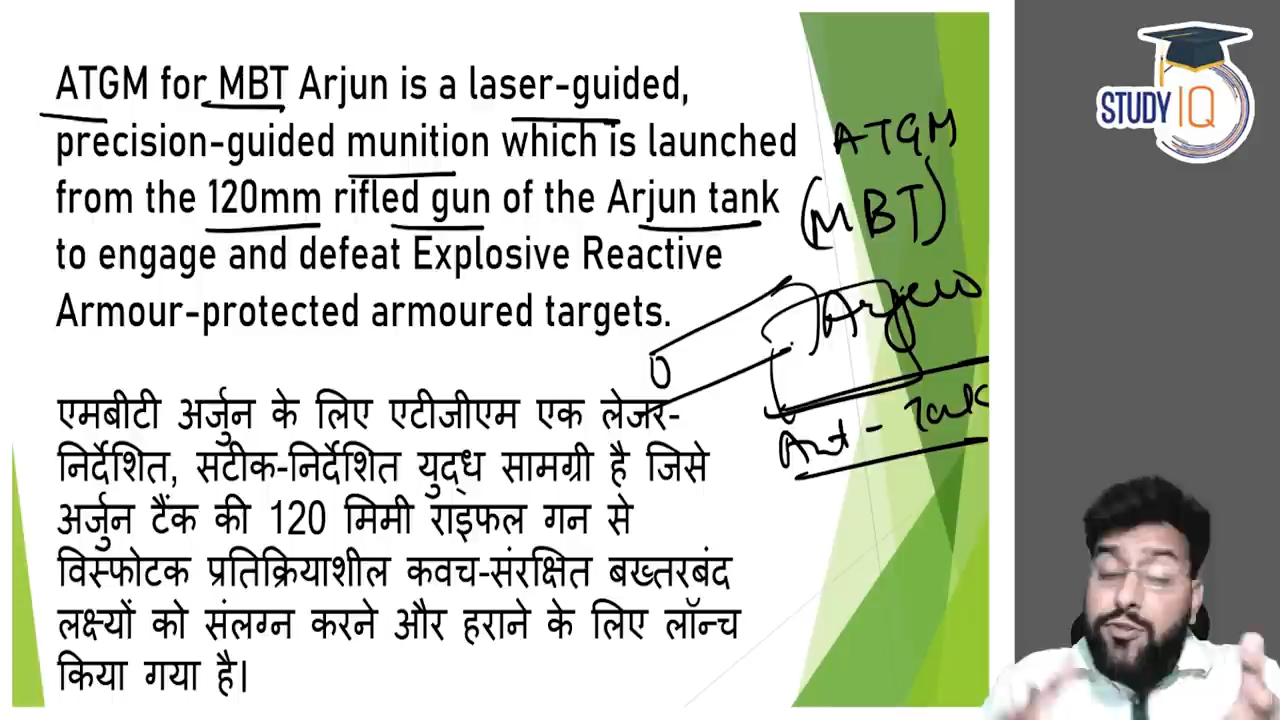 ATGM for MBT Arjun is a laser-guided,
precision-guided munition which is launched
from the 120mm rifled gun of the Arjun tank
to engage and defeat Explosive Reactive
Armour-protected armoured targets.
एमबीटी अर्जुन के लिए एटीजीएम एक लेजर-
निर्देशित, सटीक-निर्देशित युद्ध सामग्री है जिसे
अर्जुन टैंक की 120 मिमी राइफल गन से
विस्फोटक प्रतिक्रियाशील कवच-संरक्षित बख्तरबंद
लक्ष्यों को संलग्न करने और हराने के लिए लॉन्च
किया गया है।
ATGM
(MBT)
Arjun
Ant - Tank
STUDY IQ